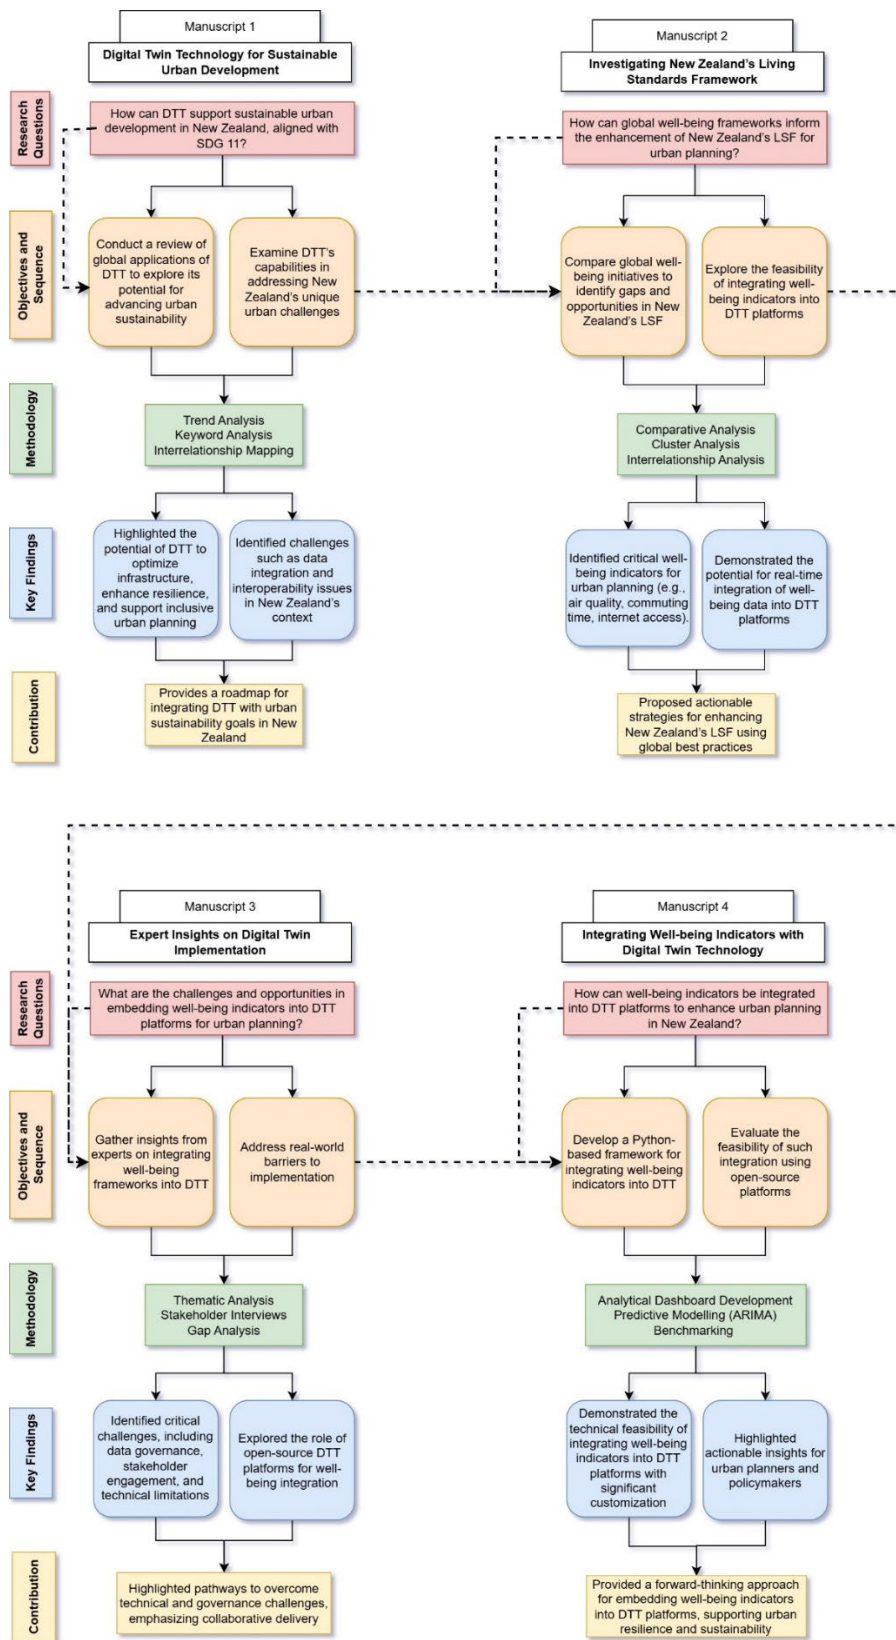 Manuscript 1
Digital Twin Technology for Sustainable
Urban Development
Manuscript 2
Investigating New Zealand's Living
Standards Framework
Research
Questions
How can DTT support sustainable urban
development in New Zealand, aligned with
SDG 11?
How can global well-being frameworks inform
the enhancement of New Zealand's LSF for
urban planning?
Objectives and
Sequence
Conduct a review of
global applications of
DTT to explore its
potential for
advancing urban
sustainability
Examine DTT's
capabilities in
addressing New
Zealand's unique
urban challenges
Compare global well-
being initiatives to
identify gaps and
opportunities in New
Zealand's LSF
Explore the feasibility
of integrating well-
being indicators into
DTT platforms
Methodology
Trend Analysis
Keyword Analysis
Interrelationship Mapping
Comparative Analysis
Cluster Analysis
Interrelationship Analysis
Key Findings
Highlighted the
potential of DTT to
optimize
infrastructure,
enhance resilience,
and support inclusive
urban planning
Identified challenges
such as data
integration and
interoperability issues
in New Zealand's
context
Identified critical well-
being indicators for
urban planning (e.g.,
air quality, commuting
time, internet access).
Demonstrated the
potential for real-time
integration of well-
being data into DTT
platforms
Contribution
Provides a roadmap for
integrating DTT with urban
sustainability goals in New
Zealand
Proposed actionable
strategies for enhancing
New Zealand's LSF using
global best practices
Manuscript 3
Expert Insights on Digital Twin
Implementation
Manuscript 4
Integrating Well-being Indicators with
Digital Twin Technology
Research
Questions
What are the challenges and opportunities in
embedding well-being indicators into DTT
platforms for urban planning?
How can well-being indicators be integrated
into DTT platforms to enhance urban planning
in New Zealand?
Objectives and
Sequence
Gather insights from
experts on integrating
well-being
frameworks into DTT
Address real-world
barriers to
implementation
Develop a Python-
based framework for
integrating well-being
indicators into DTT
Evaluate the
feasibility of such
integration using
open-source
platforms
Methodology
Thematic Analysis
Stakeholder Interviews
Gap Analysis
Analytical Dashboard Development
Predictive Modelling (ARIMA)
Benchmarking
Key Findings
Identified critical
challenges, including
data governance,
stakeholder
engagement, and
technical limitations
Explored the role of
open-source DTT
platforms for well-
being integration
Demonstrated the
technical feasibility of
integrating well-being
indicators into DTT
platforms with
significant
customization
Highlighted
actionable insights for
urban planners and
policymakers
Contribution
Highlighted pathways to overcome
technical and governance challenges,
emphasizing collaborative delivery
Provided a forward-thinking approach
for embedding well-being indicators
into DTT platforms, supporting urban
resilience and sustainability